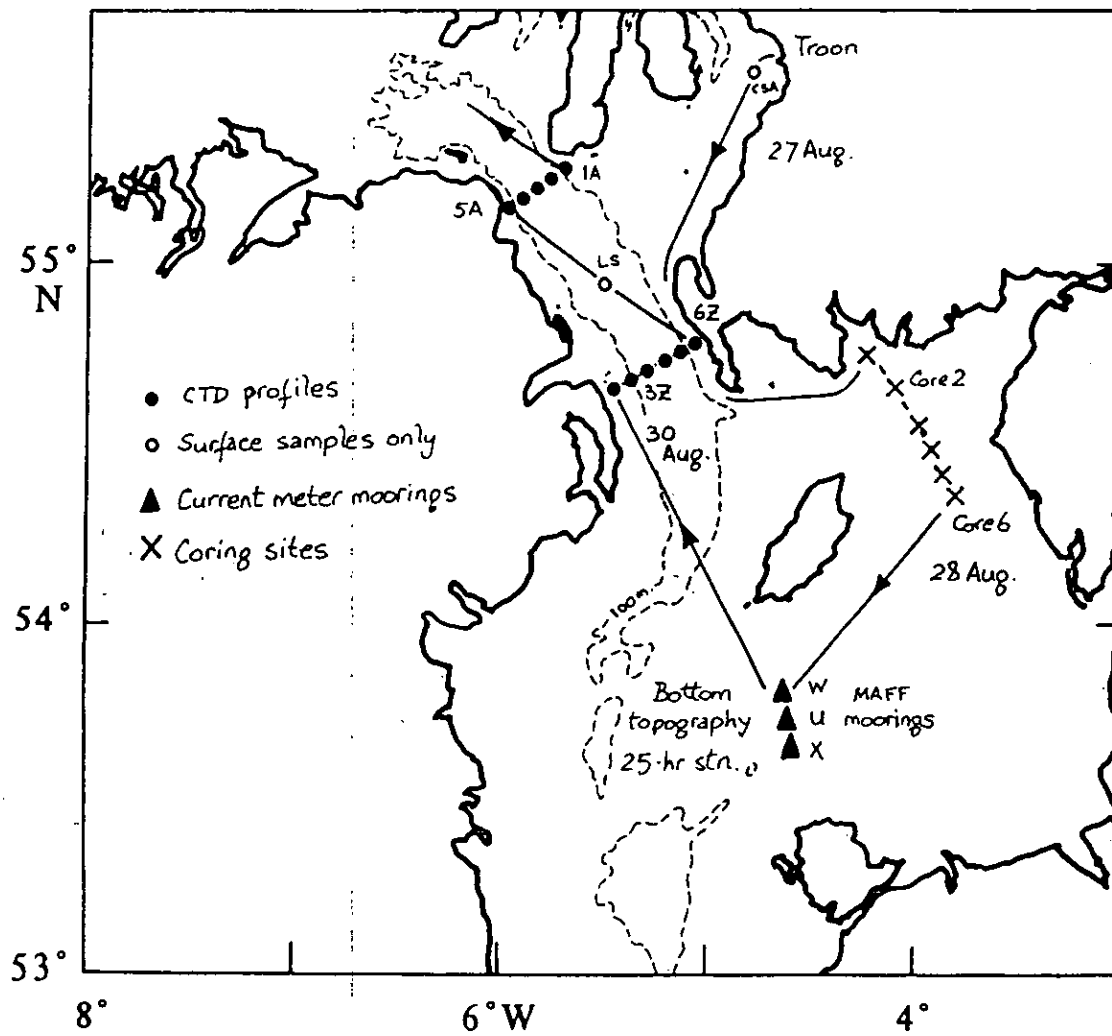 Troon
CSA
27 Aug.
1A
5A
55°
N
LS
6Z
Core 2
3Z
30
Aug.
CTD profiles
Surface samples only
Current meter moorings
Coring sites
Core 6
28 Aug.
54°
100m
Bottom
topography
25-hr stn.
W
U
X
MAFF
moorings
53°
8°
6°W
4°